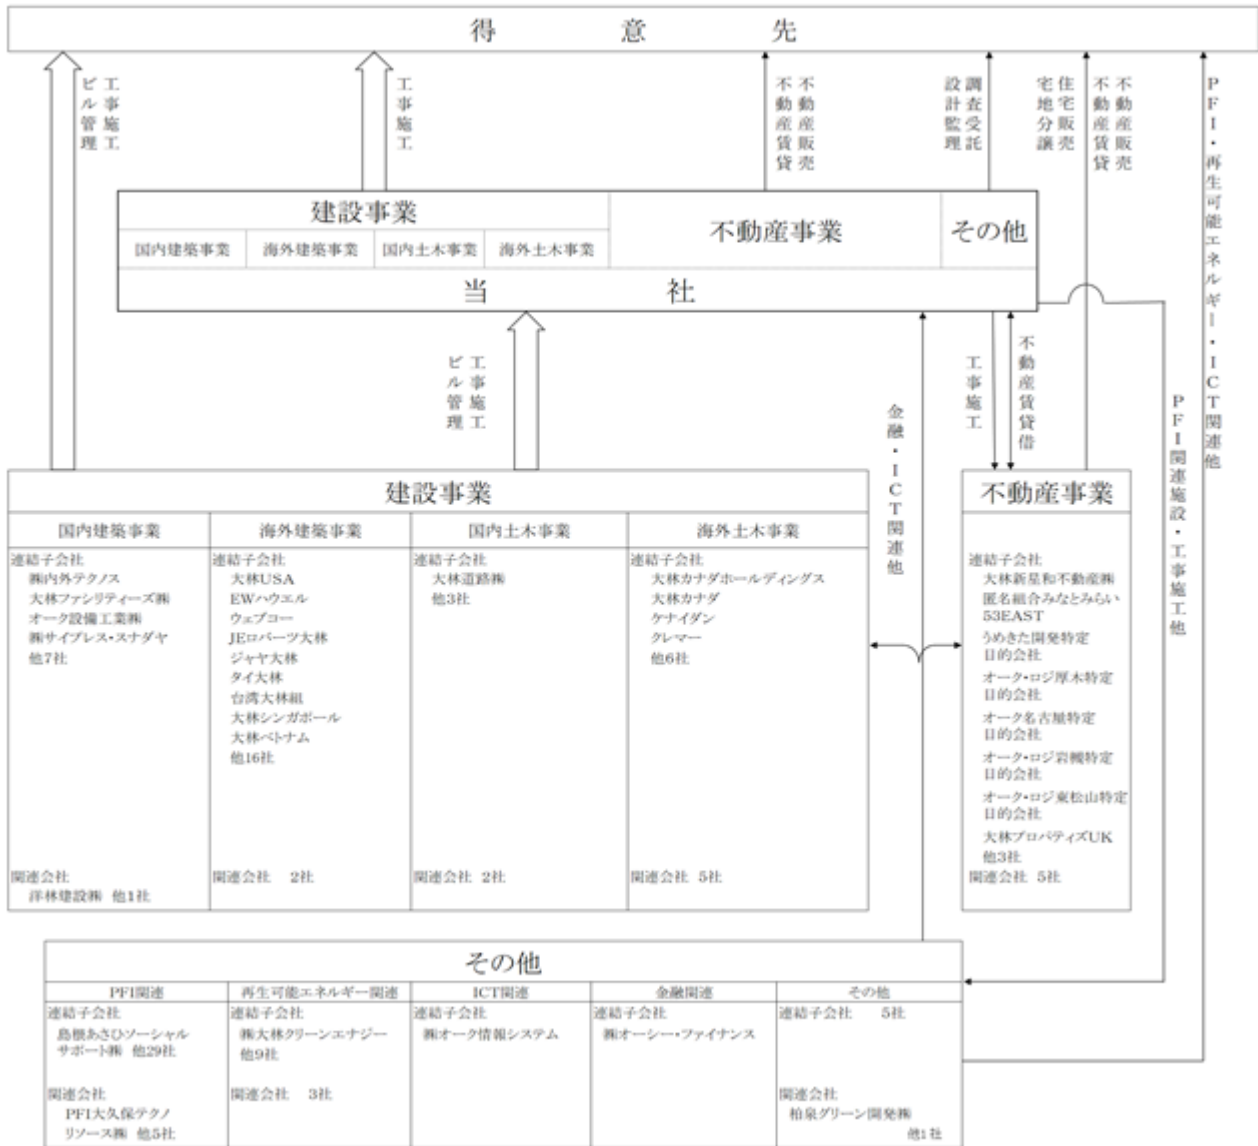 得意先
工事施工
ビル管理
工事施工
不動産販売
不動産賃貸
調査受託
設計監理
不動産販売
不動産賃貸
住宅販売
宅地分譲
PFI・再生可能エネルギー・ICT関連他
建設事業
不動産事業
その他
国内建築事業
海外建築事業
国内土木事業
海外土木事業
当社
工事施工
ビル管理
金融・ICT関連他
工事施工
不動産賃貸借
PFI関連施設・工事施工他
建設事業
国内建築事業
連結子会社
㈱内外テクノス
大林ファシリティーズ㈱
オーク設備工業㈱
㈱サイプレス・スナダヤ
他7社
関連会社
洋林建設㈱ 他1社
海外建築事業
連結子会社
大林USA
EWハウエル
ウェブコー
JEロバーツ大林
ジャヤ大林
タイ大林
台湾大林組
大林シンガポール
大林ベトナム
他16社
関連会社 2社
国内土木事業
連結子会社
大林道路㈱
他3社
関連会社 2社
海外土木事業
連結子会社
大林カナダホールディングス
大林カナダ
ケナイダン
クレマー
他6社
関連会社 5社
不動産事業
連結子会社
大林新星和不動産㈱
匿名組合みなとみらい
53EAST
うめきた開発特定
目的会社
オーク・ロジ厚木特定
目的会社
オーク名古屋特定
目的会社
オーク・ロジ岩槻特定
目的会社
オーク・ロジ東松山特定
目的会社
大林プロパティズUK
他3社
関連会社 5社
その他
PFI関連
連結子会社
島根あさひソーシャル
サポート㈱ 他29社
関連会社
PFI大久保テクノ
リソース㈱ 他5社
再生可能エネルギー関連
連結子会社
㈱大林クリーンエナジー
他9社
関連会社 3社
ICT関連
連結子会社
㈱オーク情報システム
金融関連
連結子会社
㈱オーシー・ファイナンス
その他
連結子会社 5社
関連会社
柏泉グリーン開発㈱
他1社